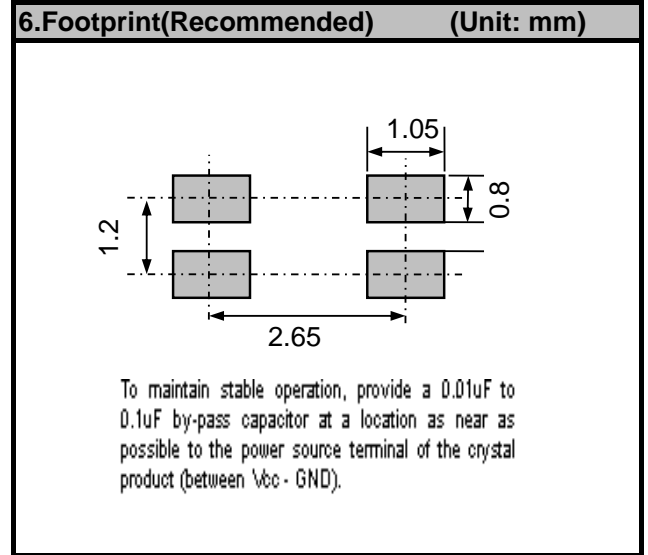 6.Footprint(Recommended) (Unit: mm)
1.05
0.8
1.2
2.65
To maintain stable operation, provide a 0.01uF to
0.1uF by-pass capacitor at a location as near as
possible to the power source terminal of the crystal
product (between Vcc - GND).